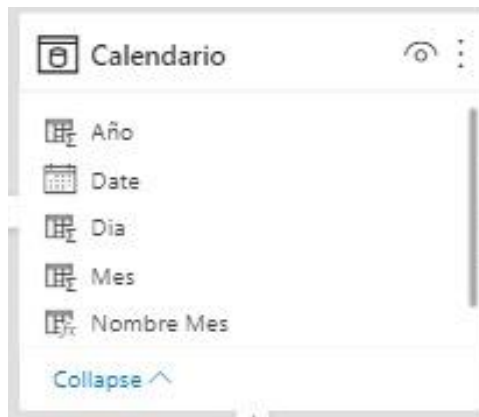 Calendario
Año
Date
Dia
Mes
Nombre Mes
Collapse